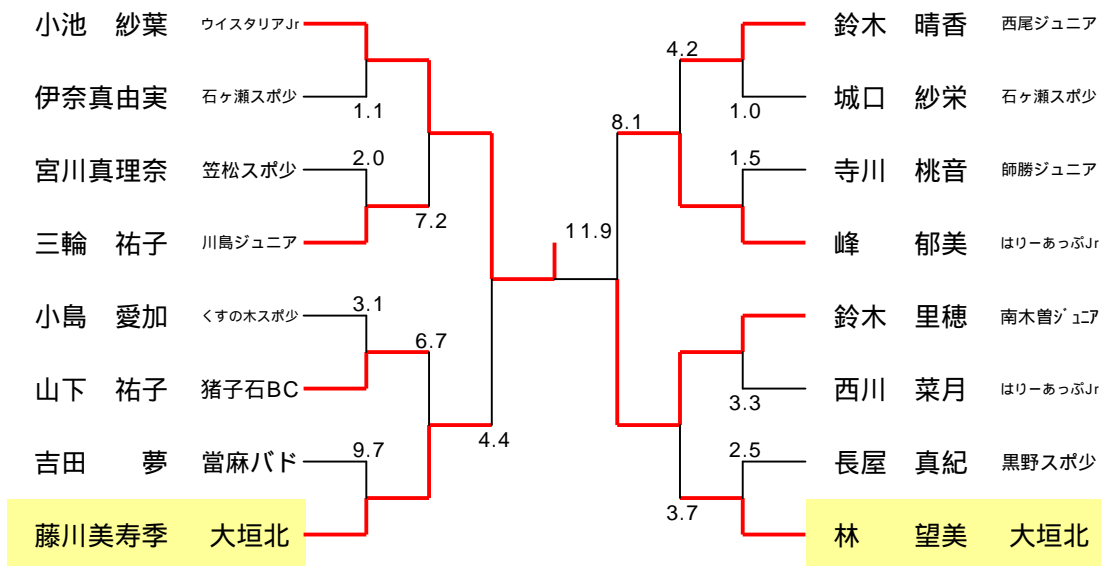 小池 紗葉 ウイスタリアJr
伊奈真由実 石ヶ瀬スポ少
1.1
宮川真理奈 笠松スポ少
2.0
三輪 祐子 川島ジュニア
7.2
小島 愛加 くすの木スポ少
3.1
山下 祐子 猪子石BC
6.7
吉田 夢 當麻バド
9.7
4.4
藤川美寿季 大垣北
11.9
鈴木 晴香 西尾ジュニア
4.2
城口 紗栄 石ヶ瀬スポ少
1.0
8.1
寺川 桃音 師勝ジュニア
1.5
峰 郁美 はりーあっぷJr
鈴木 里穂 南木曽ジュニア
西川 菜月 はりーあっぷJr
3.3
長屋 真紀 黒野スポ少
2.5
3.7
林 望美 大垣北